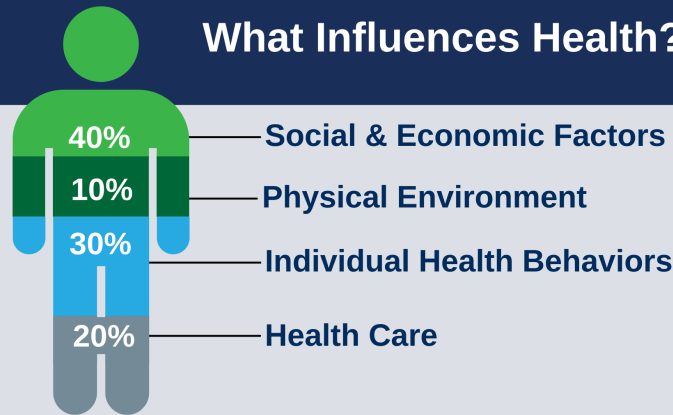 What Influences Health?
40% Social & Economic Factors
10% Physical Environment
30% Individual Health Behaviors
20% Health Care